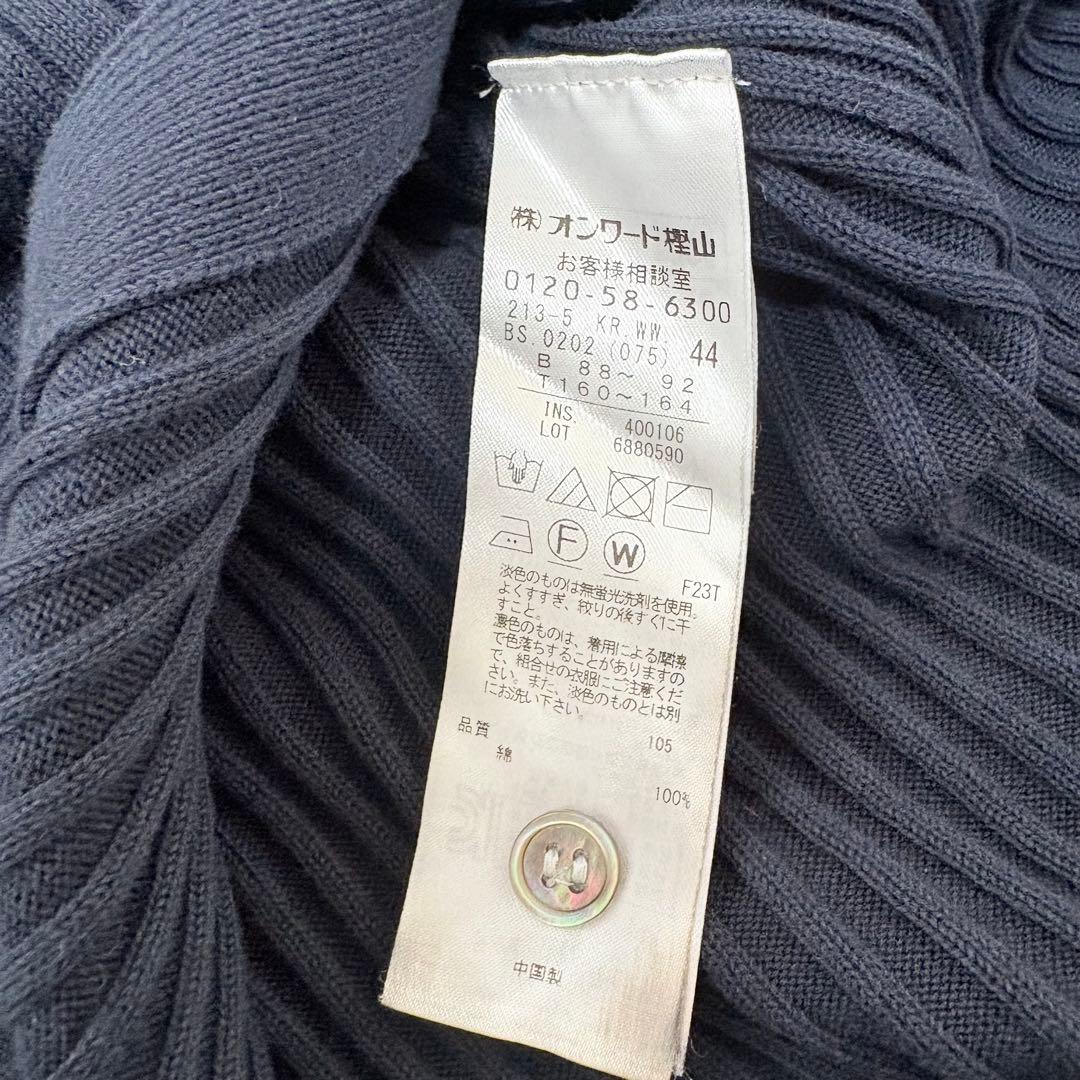 ㈱オンワード樫山
お客様相談室
0120-58-6300
213-5 KR.WW. 44
BS.0202 (075)
B 88～ 92
T160～164
INS. 400106
LOT 6880590
F W
F23T
淡色のものは無蛍光洗剤を使用。
よくすすぎ、絞りの後すぐに干
すこと。
濃色のものは、着用による摩擦
で色落ちすることがありますの
で、組合せの衣服にご注意くだ
さい。また、淡色のものとは別
にお洗い下さい。
品質 105
綿
100%
中国製